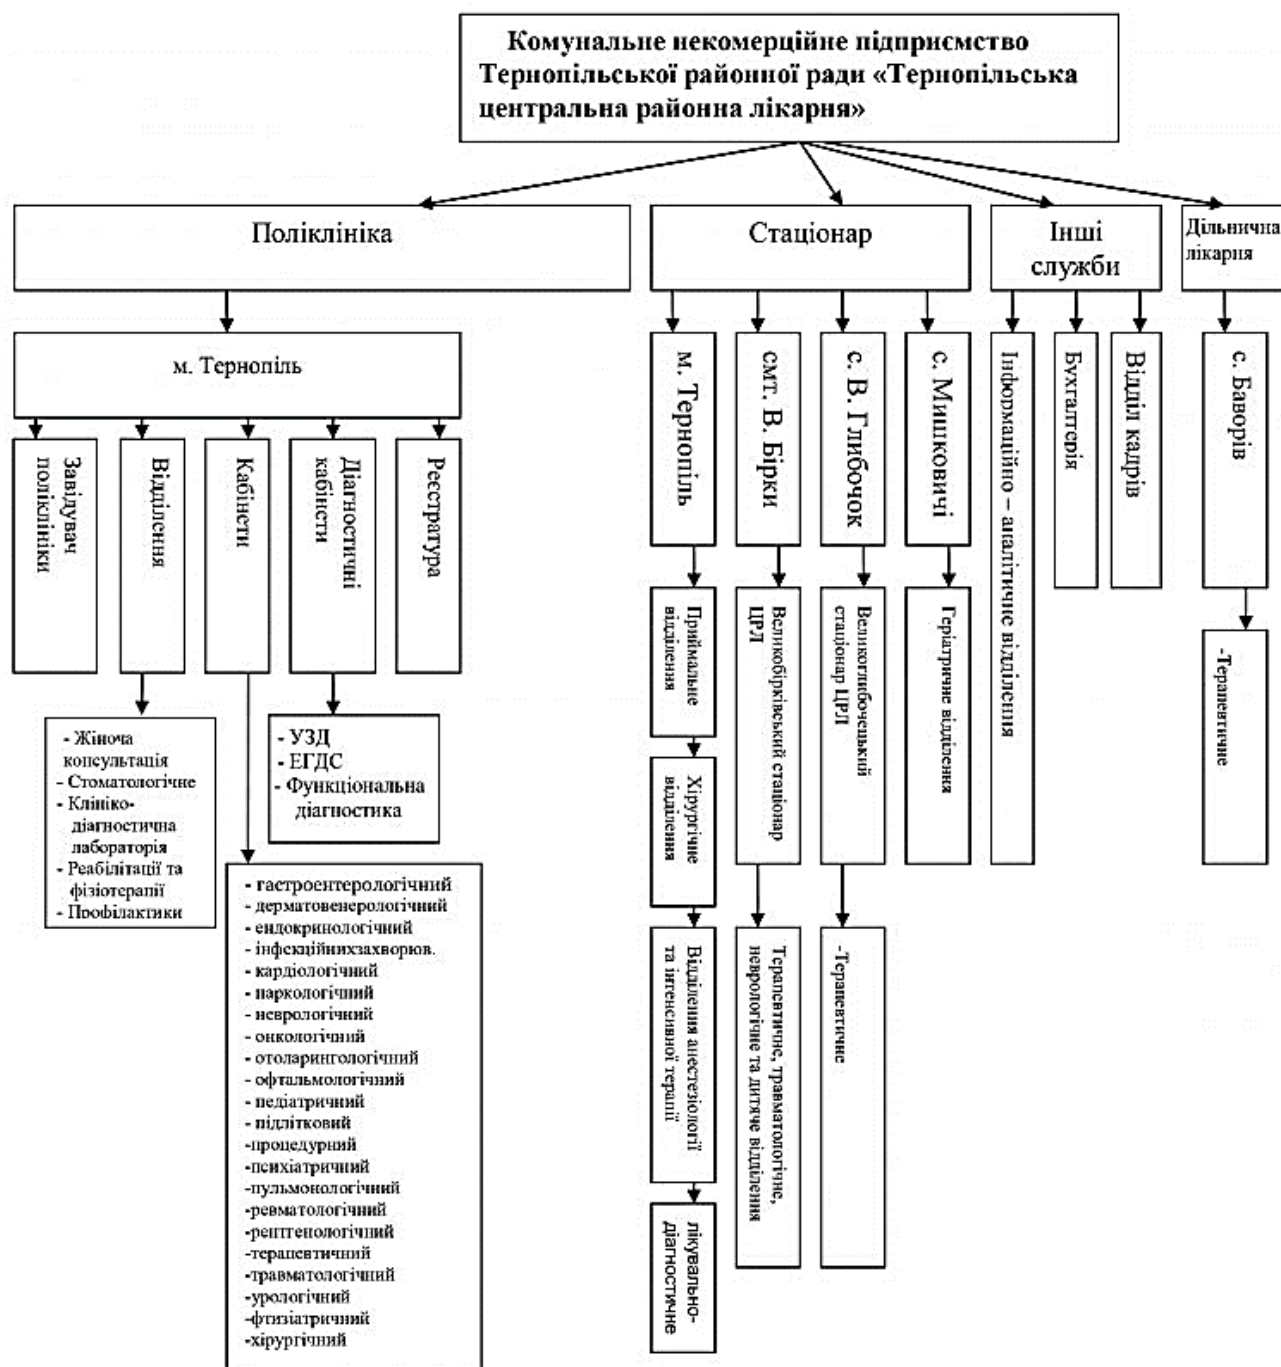 Комунальне некомерційне підприємство
Тернопільської районної ради «Тернопільська
центральна районна лікарня»
Поліклініка
Стаціонар
Інші
служби
Дільнична
лікарня
м. Тернопіль
Завідувач
поліклініки
Відділення
Кабінети
Діагностичні
кабінети
Реєстратура
- Жіноча
консультація
- Стоматологічне
- Клініко-
діагностична
лабораторія
- Реабілітації та
фізіотерапії
- Профілактики
- УЗД
- ЕГДС
- Функціональна
діагностика
- гастроентерологічний
- дерматовенерологічний
- ендокринологічний
- інфекційнихзахворюв.
- кардіологічний
- наркологічний
- неврологічний
- онкологічний
- отоларингологічний
- офтальмологічний
- педіатричний
- підлітковий
-процедурний
-психіатричний
-пульмонологічний
-ревматологічний
-рентгенологічний
-терапевтичний
-травматологічний
-урологічний
-фтизіатричний
-хірургічний
м. Тернопіль
смт. В. Бірки
с. В. Глибочок
с. Мишковичі
Приймальне
відділення
Хірургічне
відділення
Відділення анестезіології
та інтенсивної терапії
лікувально-
діагностичне
Великобірківський стаціонар
ЦРЛ
Терапевтичне, травматологічне,
неврологічне та дитяче відділення
Великоглибочецький
стаціонар ЦРЛ
-Терапевтичне
Геріатричне відділення
Інформаційно – аналітичне відділення
Бухгалтерія
Відділ кадрів
с. Баворів
-Терапевтичне